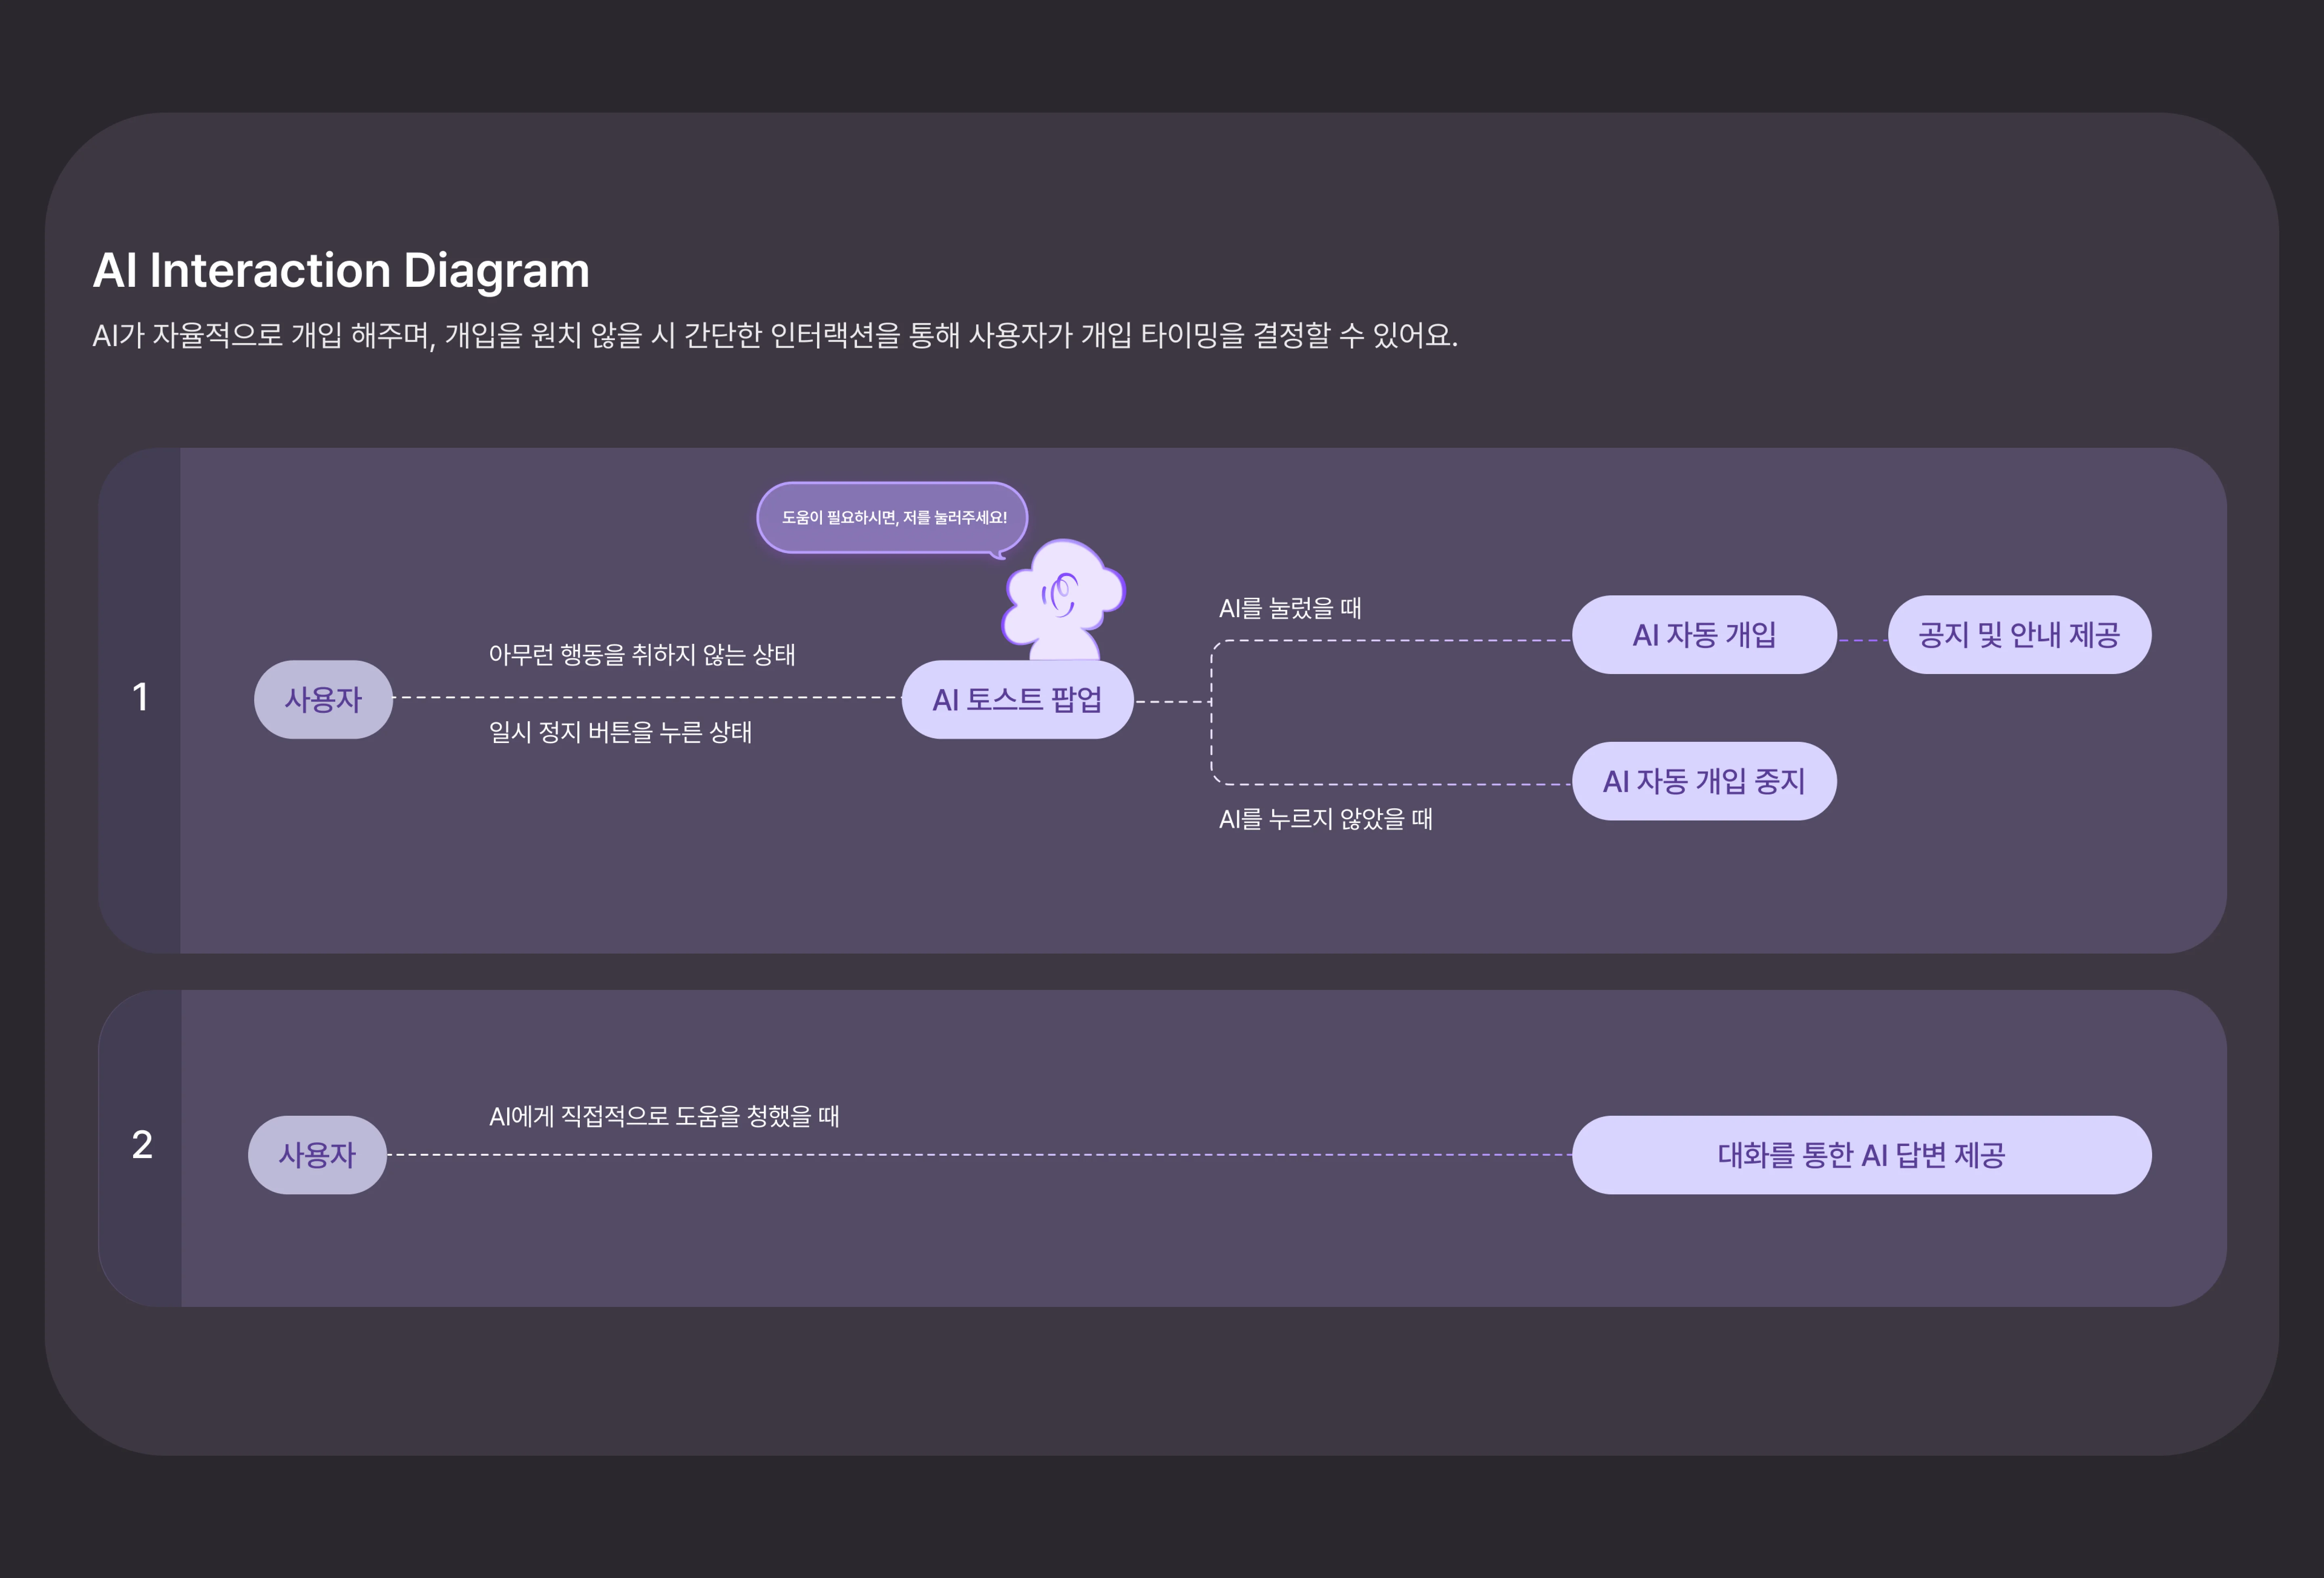 AI Interaction Diagram
AI가 자율적으로 개입 해주며, 개입을 원치 않을 시 간단한 인터랙션을 통해 사용자가 개입 타이밍을 결정할 수 있어요.
1
사용자
아무런 행동을 취하지 않는 상태
일시 정지 버튼을 누른 상태
도움이 필요하시면, 저를 눌러주세요!
AI 토스트 팝업
AI를 눌렀을 때
AI를 누르지 않았을 때
AI 자동 개입
공지 및 안내 제공
AI 자동 개입 중지
2
사용자
AI에게 직접적으로 도움을 청했을 때
대화를 통한 AI 답변 제공